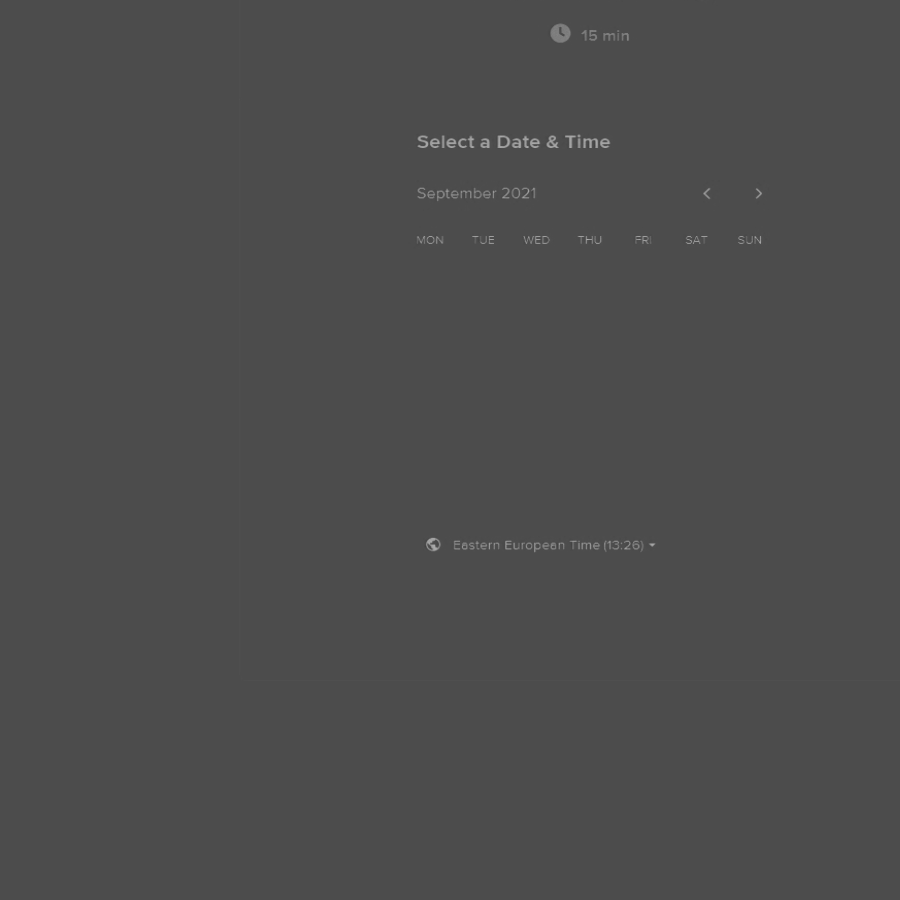 15 min
Select a Date & Time
September 2021
MON TUE WED THU FRI SAT SUN
Eastern European Time (13:26)